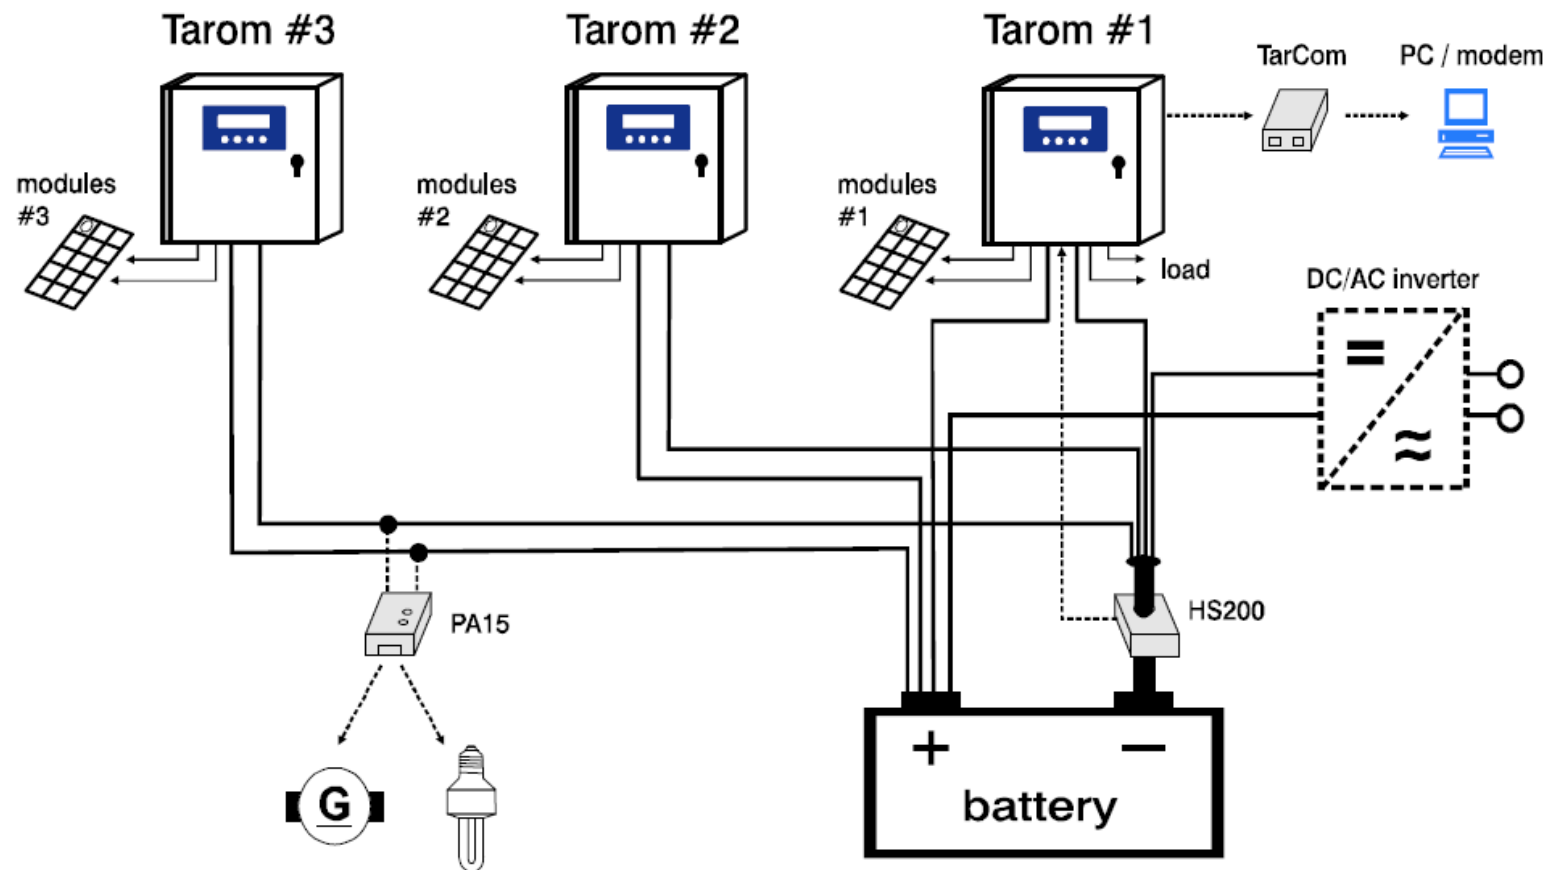 Tarom #3
Tarom #2
Tarom #1
TarCom
PC / modem
modules
#3
modules
#2
modules
#1
load
DC/AC inverter
=
≈
PA15
HS200
G
+
—
battery